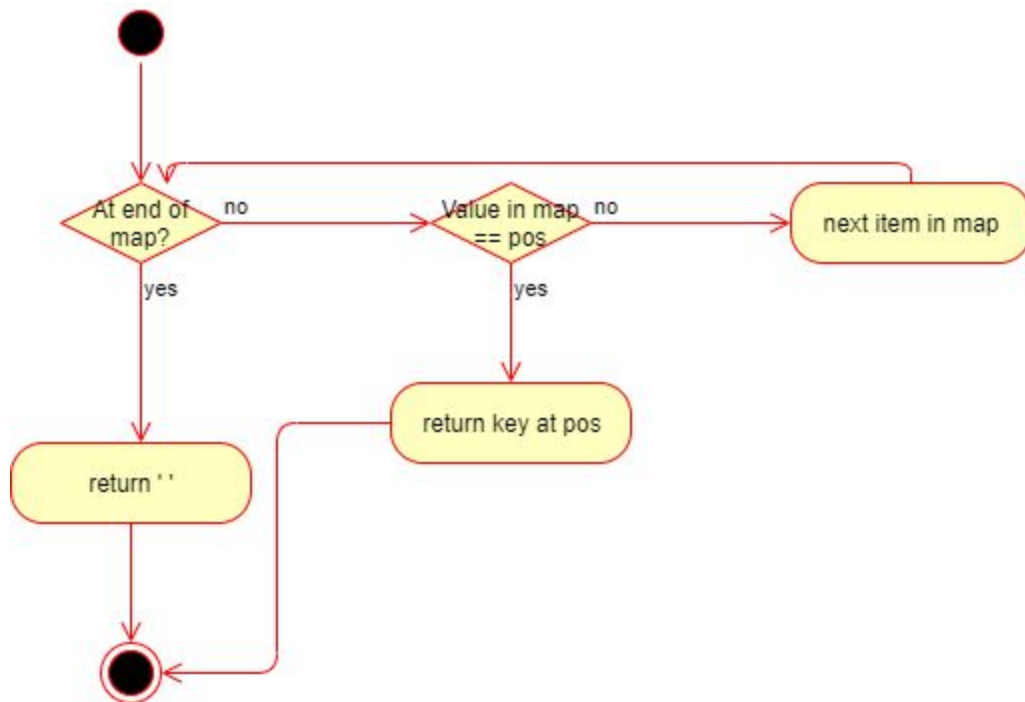 At end of
map?
no
Value in map
== pos
no
next item in map
yes
yes
return key at pos
return ' '